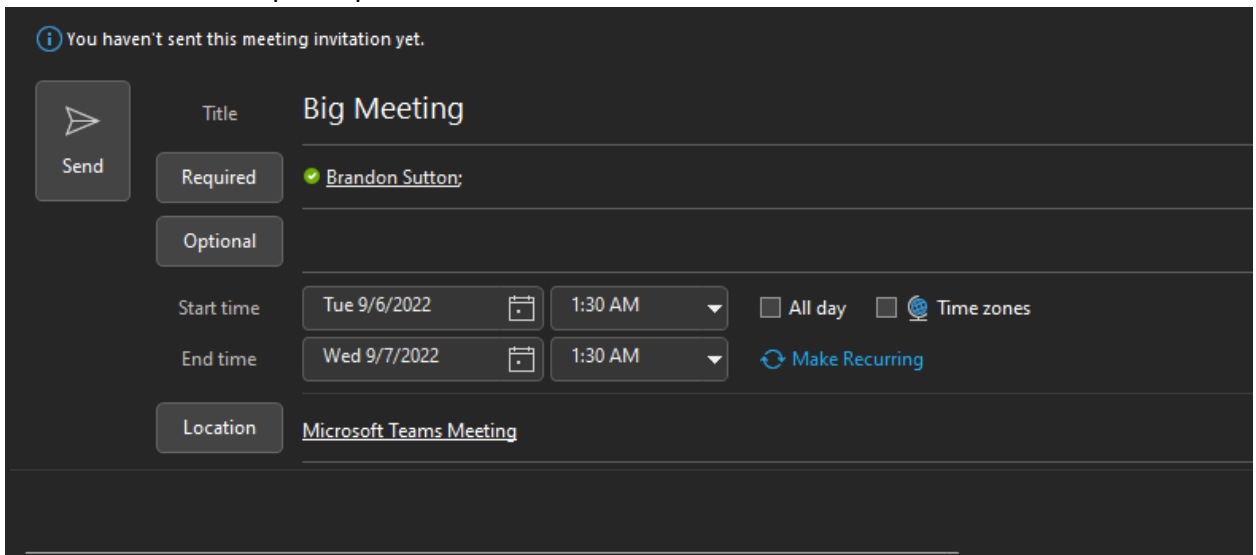 You haven't sent this meeting invitation yet.
Send
Title Big Meeting
Required Brandon Sutton;
Optional
Start time Tue 9/6/2022 1:30 AM All day Time zones
End time Wed 9/7/2022 1:30 AM Make Recurring
Location Microsoft Teams Meeting